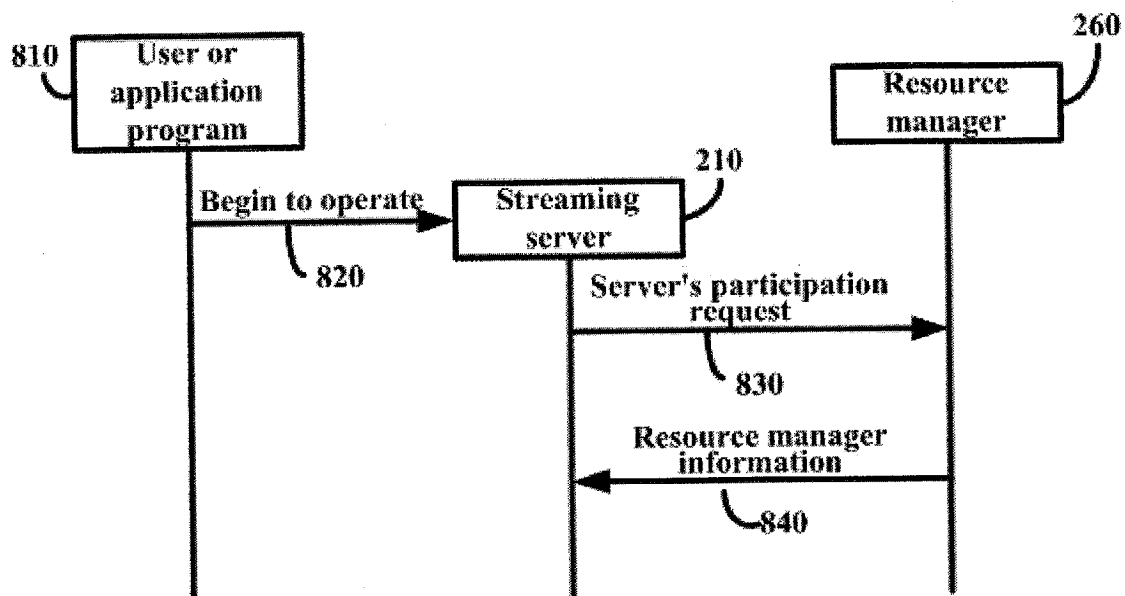 810
User or
application
program
260
Resource
manager
210
Begin to operate
Streaming
server
820
Server's participation
request
830
Resource manager
information
840